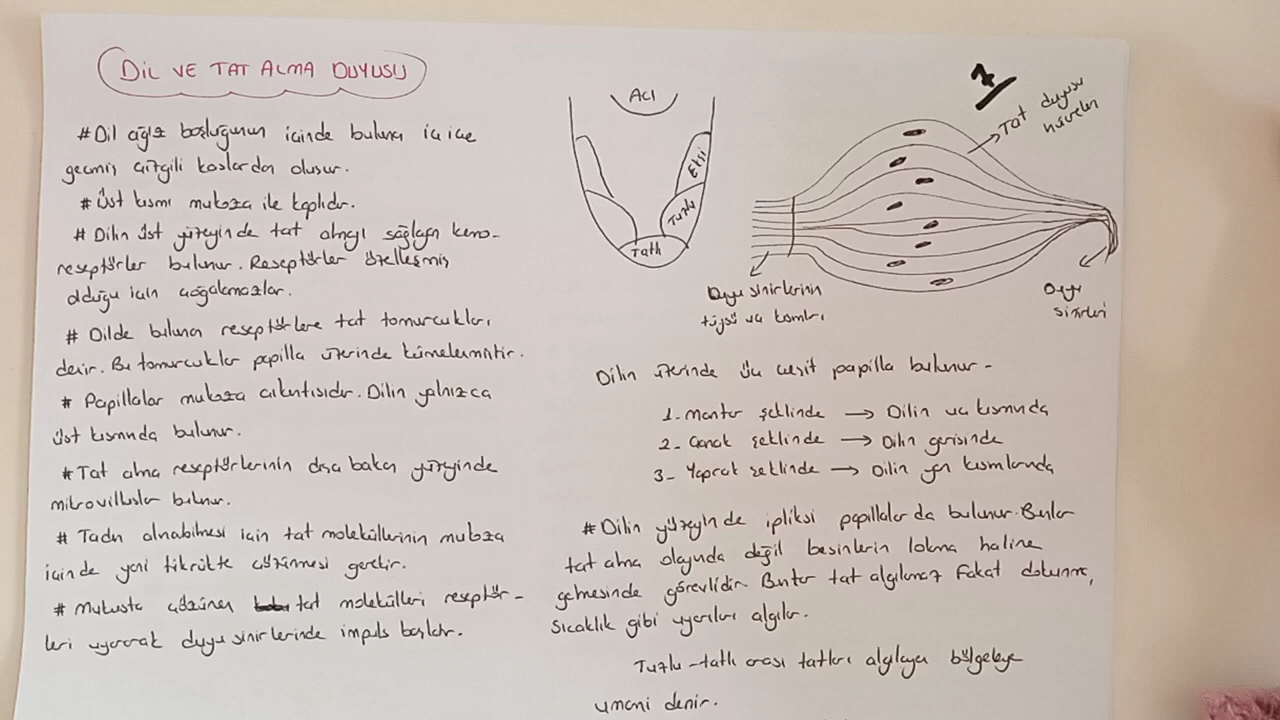 DİL VE TAT ALMA DUYUSU
# Dil ağız boşluğunun içinde bulunan iç içe
geçmiş çizgili kaslardan oluşur.
# Üst kısmı mukoza ile kaplıdır.
# Dilin üst yüzeyinde tat almayı sağlayan kemo-
reseptörler bulunur. Reseptörler özelleşmiş
olduğu için çoğalamazlar.
# Dilde bulunan reseptörlere tat tomurcukları
denir. Bu tomurcuklar papilla üzerinde kümelenmiştir.
# Papillalar mukoza çıkıntısıdır. Dilin yalnızca
üst kısmında bulunur.
# Tat alma reseptörlerinin dışa bakan yüzeyinde
mikrovilluslar bulunur.
# Tadın alınabilmesi için tat moleküllerinin mukoza
içinde yani tükrükte çözünmesi gerekir.
# Mukusta çözünen tat molekülleri reseptör-
leri uyararak duyu sinirlerinde impuls başlatır.
ACI
Ekşi
Tuzlu
Tatlı
7
Tat duyusu
hücreleri
Duyu sinirlerinin
tüysü uç kısımları
Duyu
sinirleri
Dilin üzerinde üç çeşit papilla bulunur-
1- Mantar şeklinde → Dilin uç kısmında
2- Çanak şeklinde → Dilin gerisinde
3- Yaprak şeklinde → Dilin yan kısımlarında
# Dilin yüzeyinde ipliksi papillalar da bulunur. Bunlar
tat alma olayında değil besinlerin lokma haline
gelmesinde görevlidir. Bunlar tat algılamaz fakat dokunma,
sıcaklık gibi uyarıları algılar.
Tuzlu-tatlı arası tatları algılayan bölgeye
umami denir.